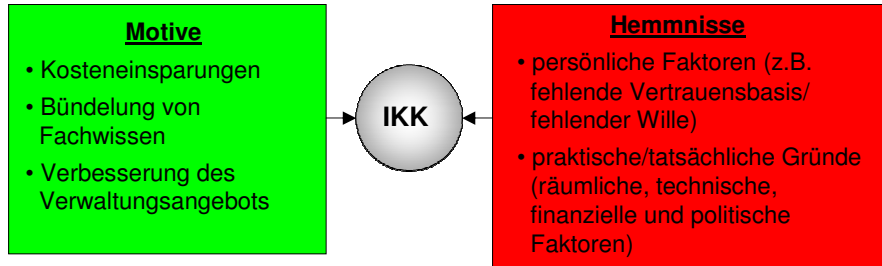 Motive
• Kosteneinsparungen
• Bündelung von
Fachwissen
• Verbesserung des
Verwaltungsangebots
IKK
Hemmnisse
• persönliche Faktoren (z.B.
fehlende Vertrauensbasis/
fehlender Wille)
• praktische/tatsächliche Gründe
(räumliche, technische,
finanzielle und politische
Faktoren)